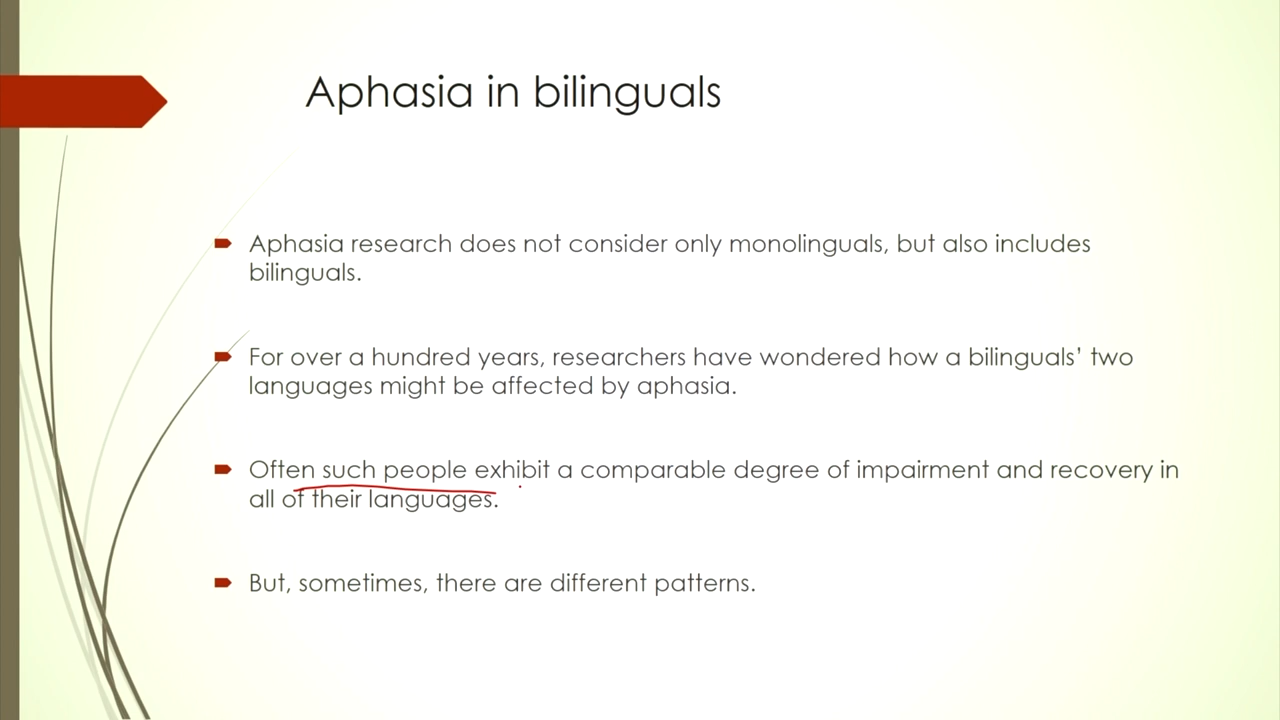 Aphasia in bilinguals
Aphasia research does not consider only monolinguals, but also includes
bilinguals.
For over a hundred years, researchers have wondered how a bilinguals' two
languages might be affected by aphasia.
Often such people exhibit a comparable degree of impairment and recovery in
all of their languages.
But, sometimes, there are different patterns.